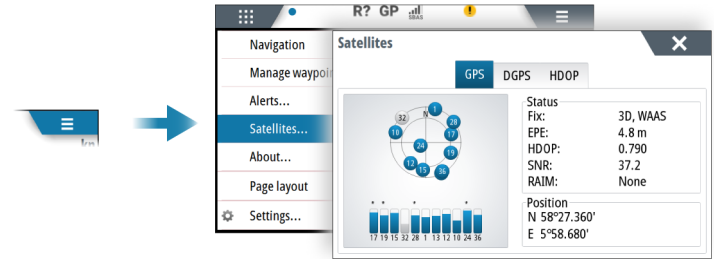 R? GP
SBAS
!
Navigation
Manage waypoi
Alerts...
Satellites...
About...
Page layout
Settings...
Satellites
GPS DGPS HDOP
N
1
32
28
10
17
24
19
12
15
36
* * * *
17 19 15 32 28 1 13 12 10 24 36
Status
Fix: 3D, WAAS
EPE: 4.8 m
HDOP: 0.790
SNR: 37.2
RAIM: None
Position
N 58°27.360'
E 5°58.680'